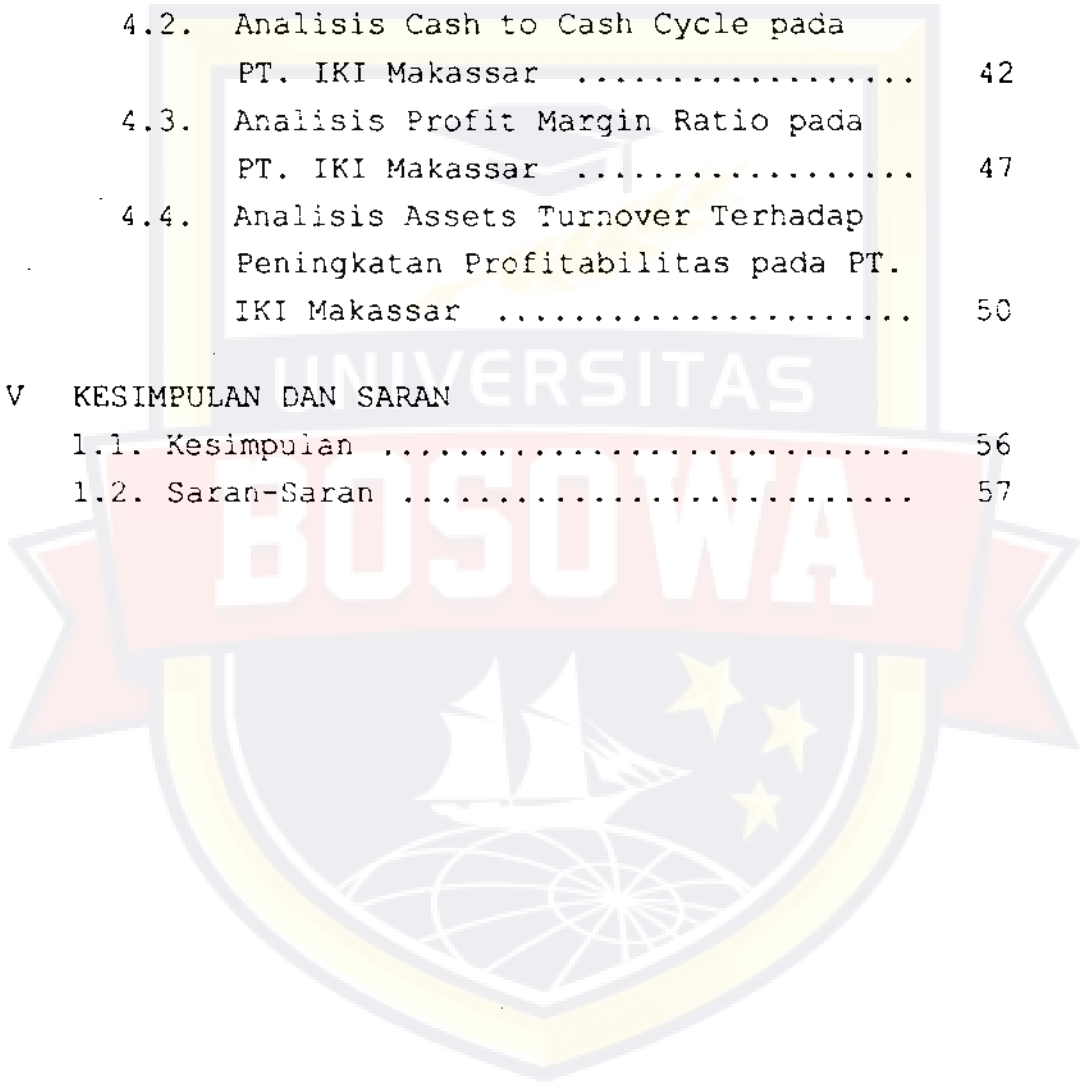 4.2. Analisis Cash to Cash Cycle pada
PT. IKI Makassar .................. 42
4.3. Analisis Profit Margin Ratio pada
PT. IKI Makassar .................. 47
4.4. Analisis Assets Turnover Terhadap
Peningkatan Profitabilitas pada PT.
IKI Makassar ...................... 50
UNIVERSITAS
V KESIMPULAN DAN SARAN
1.1. Kesimpulan ............................ 56
1.2. Saran-Saran ........................... 57
BOSOWA